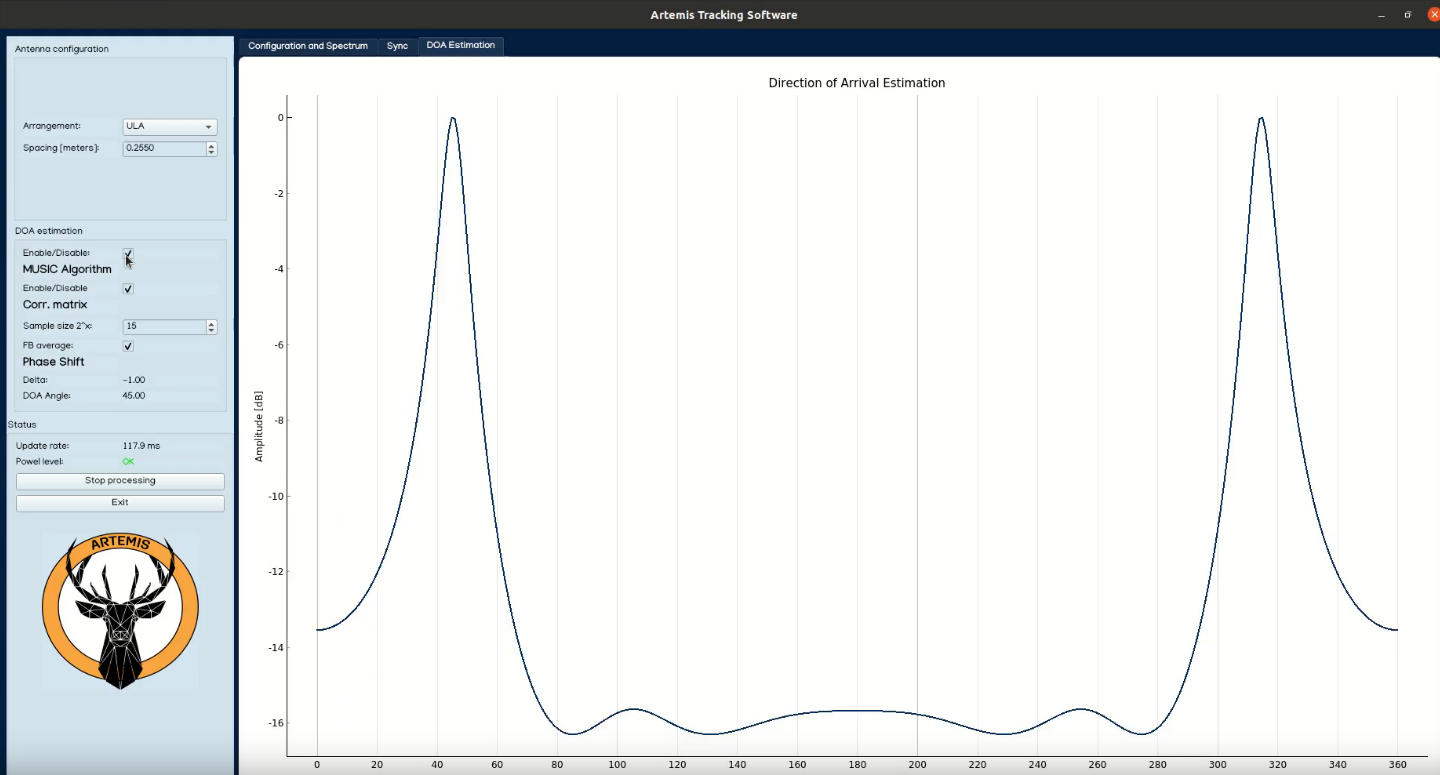 Artemis Tracking Software
Antenna configuration
Arrangement: ULA
Spacing [meters]: 0.2550
DOA estimation
Enable/Disable:
MUSIC Algorithm
Enable/Disable
Corr. matrix
Sample size 2^x: 15
FB average:
Phase Shift
Delta: -1.00
DOA Angle: 45.00
Status
Update rate: 117.9 ms
Powel level: OK
Stop processing
Exit
ARTEMIS
Configuration and Spectrum Sync DOA Estimation
Direction of Arrival Estimation
Amplitude [dB]
0
-2
-4
-6
-8
-10
-12
-14
-16
0 20 40 60 80 100 120 140 160 180 200 220 240 260 280 300 320 340 360